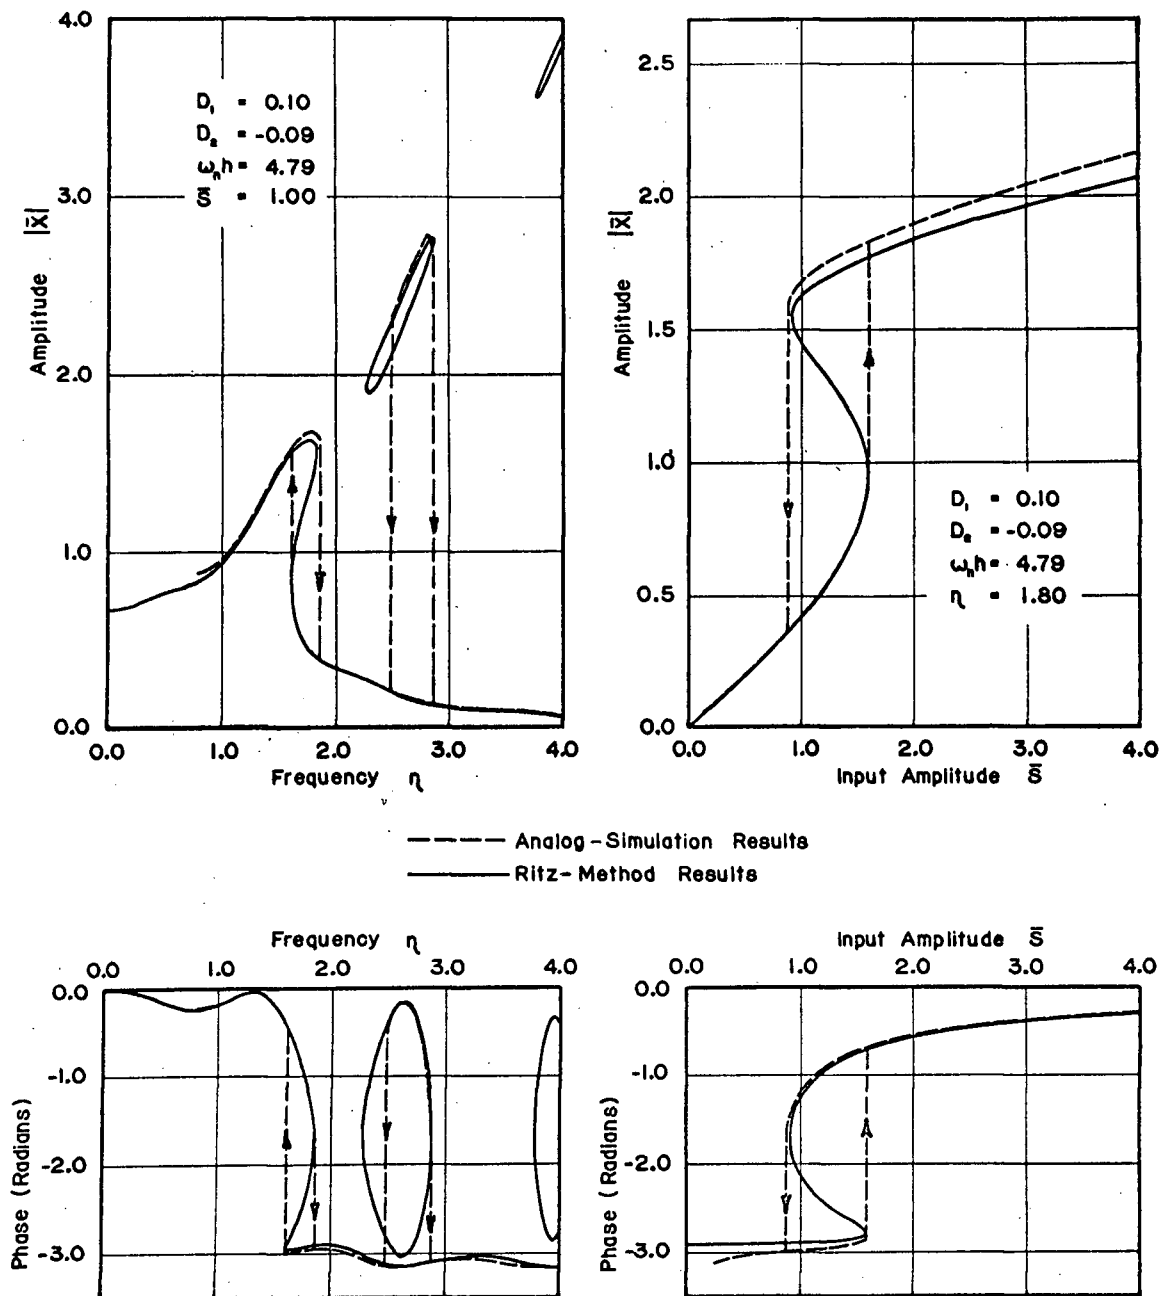 4.0
3.0
2.0
1.0
0.0
Amplitude |X̄|
D₁ = 0.10
D₂ = -0.09
ωₙh = 4.79
S̄ = 1.00
0.0 1.0 2.0 3.0 4.0
Frequency η
2.5
2.0
1.5
1.0
0.5
0.0
Amplitude |X̄|
D₁ = 0.10
D₂ = -0.09
ωₙh = 4.79
η = 1.80
0.0 1.0 2.0 3.0 4.0
Input Amplitude S̄
Analog-Simulation Results
Ritz-Method Results
Frequency η
0.0 1.0 2.0 3.0 4.0
0.0
-1.0
-2.0
-3.0
Phase (Radians)
Input Amplitude S̄
0.0 1.0 2.0 3.0 4.0
0.0
-1.0
-2.0
-3.0
Phase (Radians)